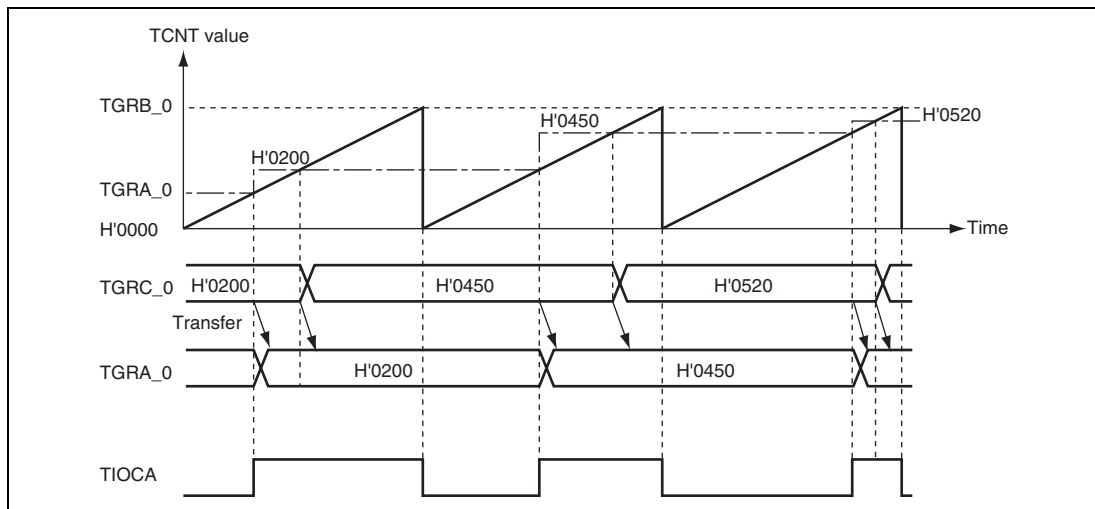 TCNT value
TGRB_0
H'0520
H'0450
H'0200
TGRA_0
H'0000
Time
TGRC_0
H'0200
H'0450
H'0520
Transfer
TGRA_0
H'0200
H'0450
TIOCA